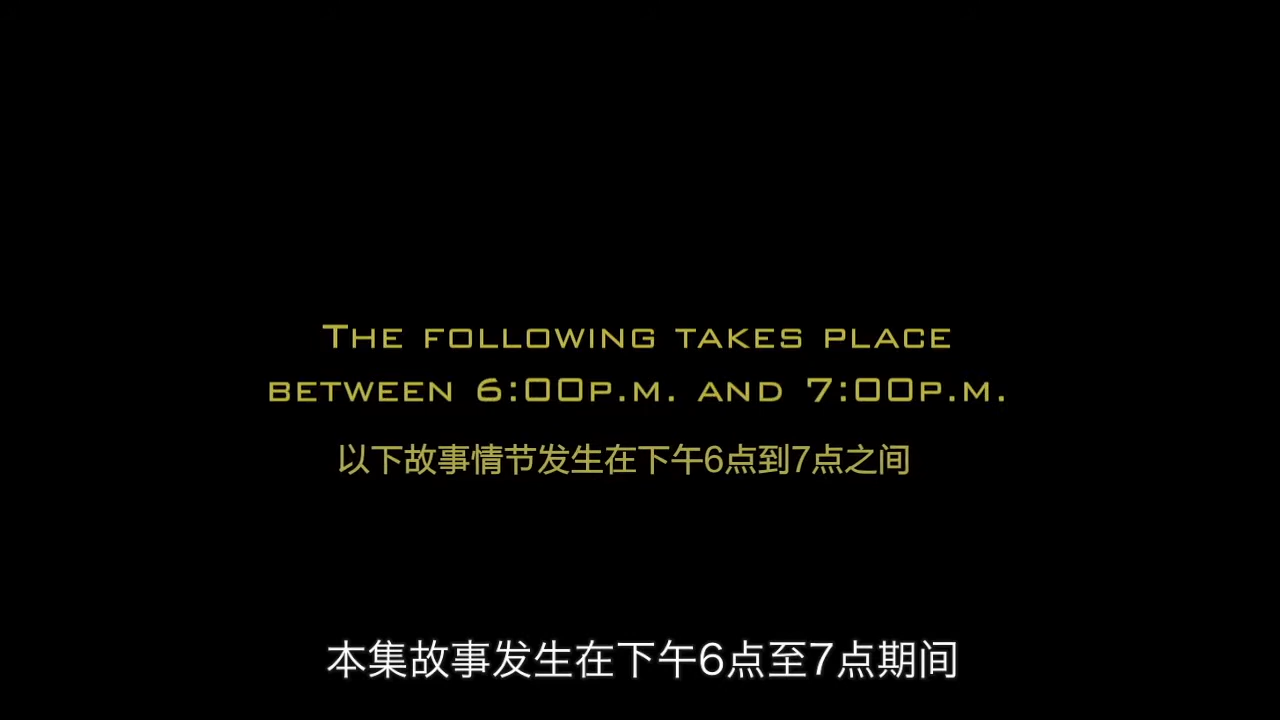 THE FOLLOWING TAKES PLACE
BETWEEN 6:00P.M. AND 7:00P.M.
以下故事情节发生在下午6点到7点之间
本集故事发生在下午6点至7点期间